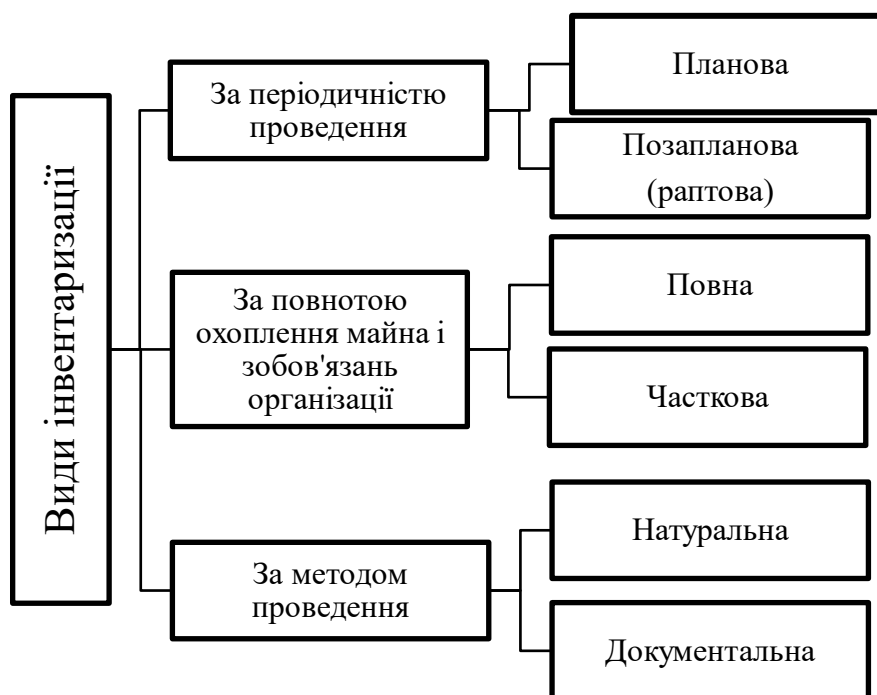 Види інвентаризації
За періодичністю
проведення
Планова
Позапланова
(раптова)
За повнотою
охоплення майна і
зобов'язань
організації
Повна
Часткова
За методом
проведення
Натуральна
Документальна